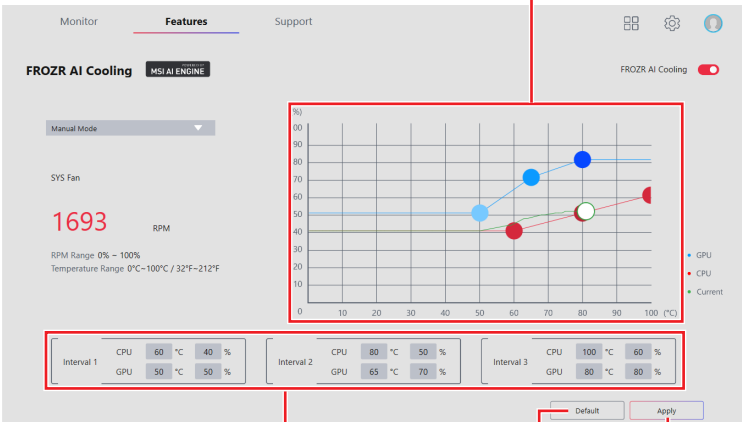 Monitor Features Support
FROZR AI Cooling POWERED BY MSI AI ENGINE FROZR AI Cooling
Manual Mode
SYS Fan
1693 RPM
RPM Range 0% ~ 100%
Temperature Range 0°C~100°C / 32°F~212°F
%)
00
90
80
70
60
50
40
30
20
10
0 10 20 30 40 50 60 70 80 90 100 (°C)
GPU
CPU
Current
Interval 1 CPU 60 °C 40 %
GPU 50 °C 50 %
Interval 2 CPU 80 °C 50 %
GPU 65 °C 70 %
Interval 3 CPU 100 °C 60 %
GPU 80 °C 80 %
Default Apply